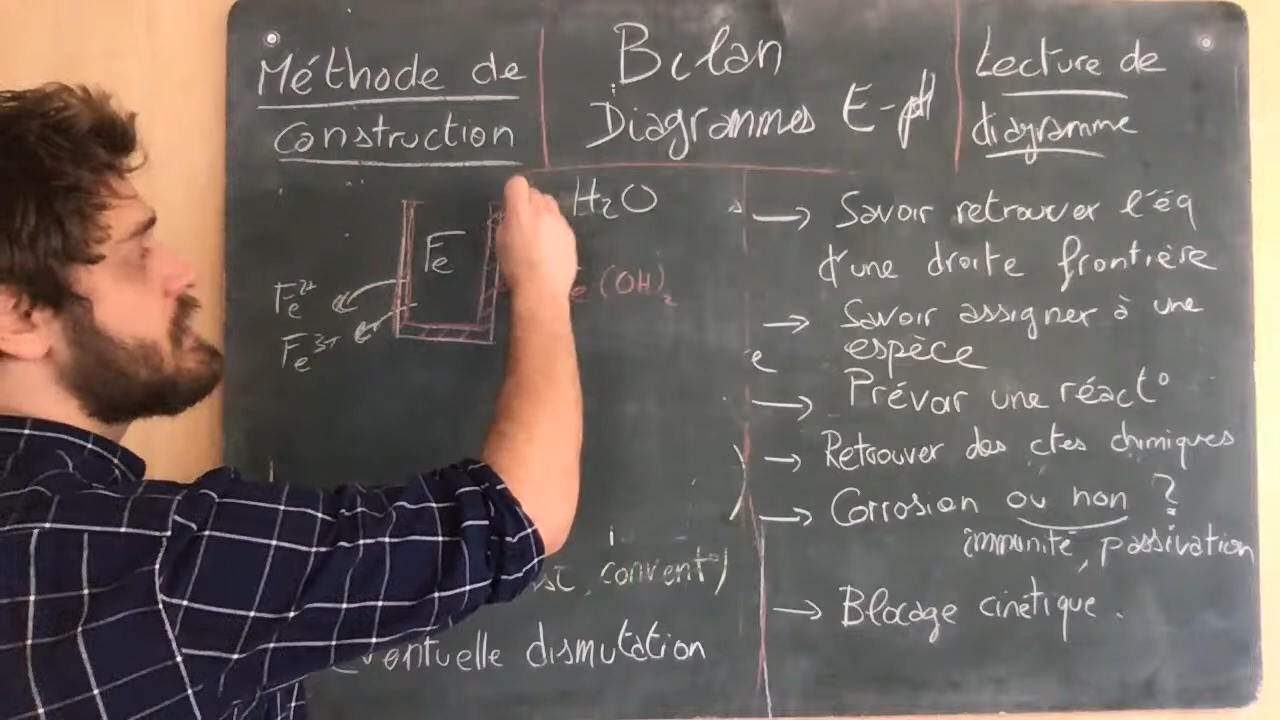 Méthode de
construction
Bilan
Diagrammes E-pH
Lecture de
diagramme
Fe
H₂O
Fe²⁺
Fe³⁺
(OH)₂
, convent°)
eventuelle dismutation
→ Savoir retrouver l'éq
d'une droite frontière
→ Savoir assigner à une
espèce
→ Prévoir une réact°
→ Retrouver des ctes chimiques
→ Corrosion ou non ?
immunité, passivation
→ Blocage cinétique.